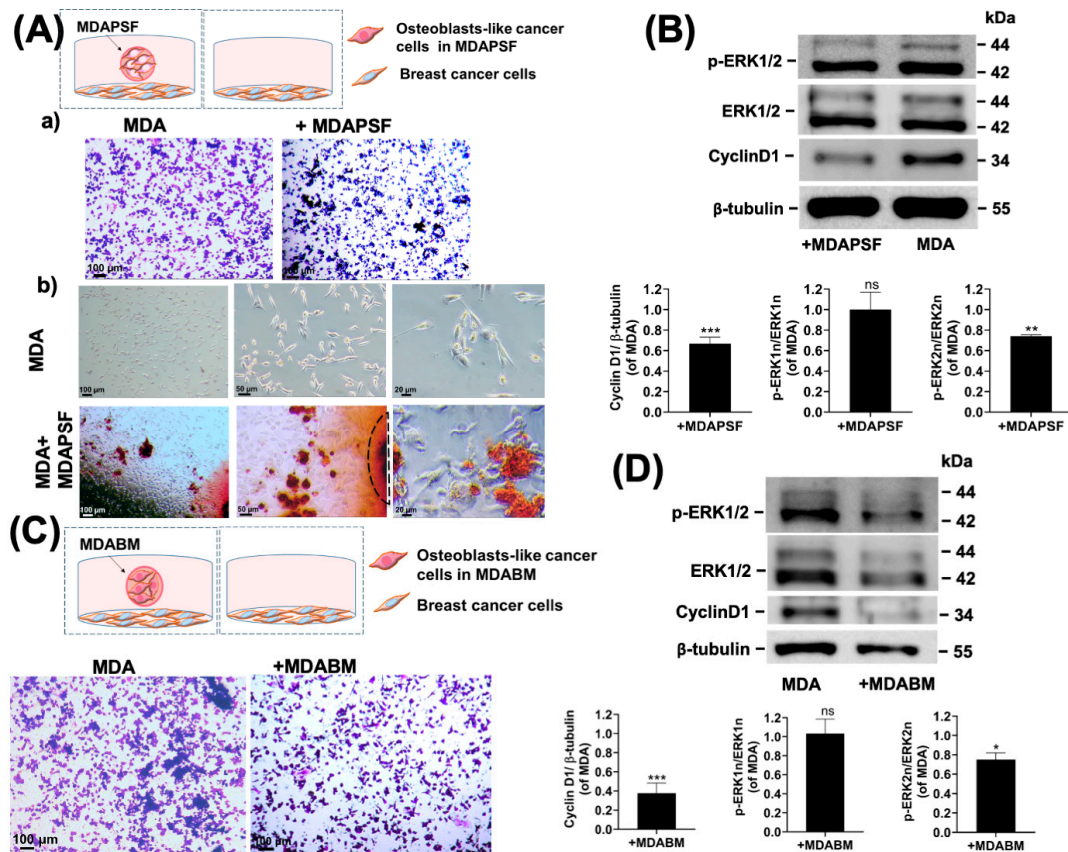 (A)
MDAPSF
Osteoblasts-like cancer
cells in MDAPSF
Breast cancer cells
a)
MDA
+ MDAPSF
100 µm
100 µm
b)
MDA
100 µm
50 µm
20 µm
MDA+
MDAPSF
100 µm
50 µm
20 µm
(B)
kDa
p-ERK1/2
44
42
ERK1/2
44
42
CyclinD1
34
β-tubulin
55
+MDAPSF
MDA
Cyclin D1/ β-tubulin
(of MDA)
1.2
1.0
0.8
0.6
0.4
0.2
0.0
***
+MDAPSF
p-ERK1n/ERK1n
(of MDA)
1.2
1.0
0.8
0.6
0.4
0.2
0.0
ns
+MDAPSF
p-ERK2n/ERK2n
(of MDA)
1.2
1.0
0.8
0.6
0.4
0.2
0.0
**
+MDAPSF
(C)
MDABM
Osteoblasts-like cancer
cells in MDABM
Breast cancer cells
MDA
+MDABM
100 µm
100 µm
(D)
kDa
p-ERK1/2
44
42
ERK1/2
44
42
CyclinD1
34
β-tubulin
55
MDA
+MDABM
Cyclin D1/ β-tubulin
(of MDA)
1.2
1.0
0.8
0.6
0.4
0.2
0.0
***
+MDABM
p-ERK1n/ERK1n
(of MDA)
1.2
1.0
0.8
0.6
0.4
0.2
0.0
ns
+MDABM
p-ERK2n/ERK2n
(of MDA)
1.2
1.0
0.8
0.6
0.4
0.2
0.0
*
+MDABM